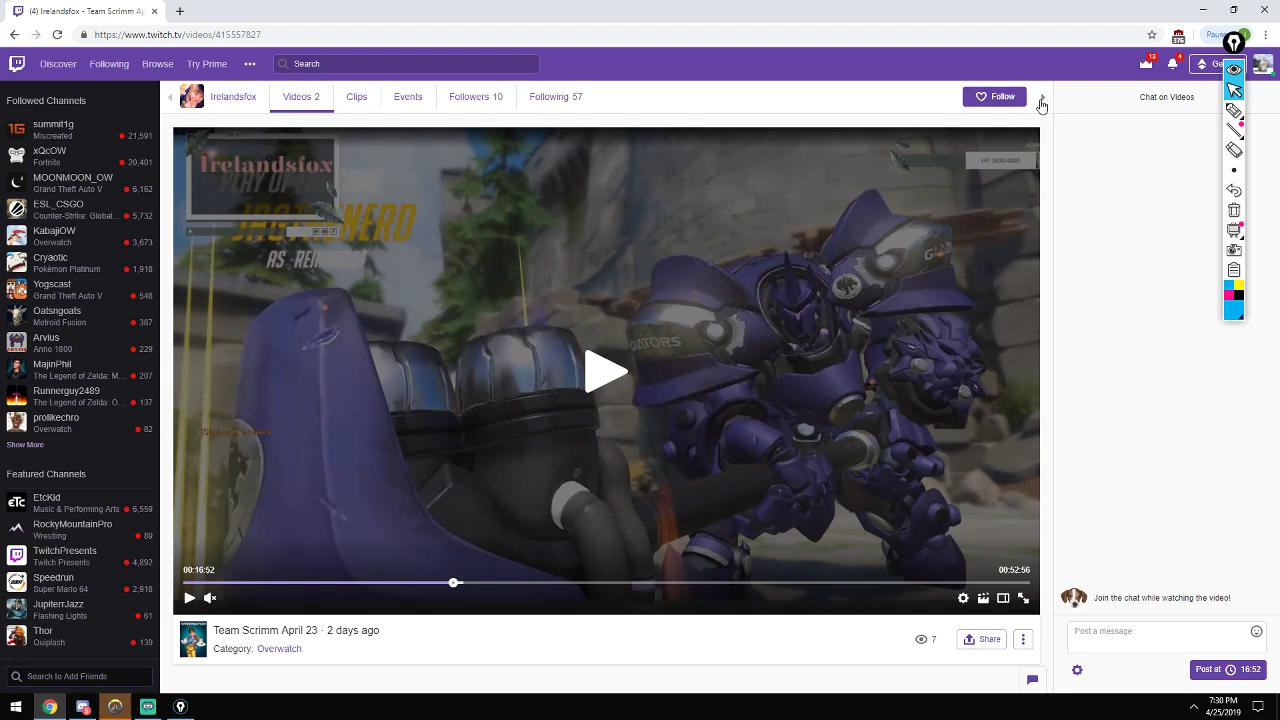 (4) Irelandsfox - Team Scrimm Ap
https://www.twitch.tv/videos/415557827
376
Discover
Following
Browse
Try Prime
Search
13
4
Followed Channels
summit1g
Miscreated
21,591
xQcOW
Fortnite
20,401
MOONMOON_OW
Grand Theft Auto V
6,162
ESL_CSGO
Counter-Strike: Global...
5,732
KabajiOW
Overwatch
3,673
Cryaotic
Pokémon Platinum
1,918
Yogscast
Grand Theft Auto V
548
Oatsngoats
Metroid Fusion
387
Arvius
Anno 1800
229
MajinPhil
The Legend of Zelda: M...
207
Runnerguy2489
The Legend of Zelda: O...
137
prolikechro
Overwatch
82
Show More
Featured Channels
EtcKid
Music & Performing Arts
6,559
RockyMountainPro
Wrestling
89
TwitchPresents
Twitch Presents
4,892
Speedrun
Super Mario 64
2,918
JupiterrJazz
Flashing Lights
61
Thor
Quiplash
139
Search to Add Friends
Irelandsfox
Videos 2
Clips
Events
Followers 10
Following 57
Follow
Irelandsfox
HP 3600/4800
00:16:52
00:52:56
Team Scrimm April 23 · 2 days ago
Category: Overwatch
7
Share
Chat on Videos
Join the chat while watching the video!
Post a message
Post at 16:52
7:30 PM
4/25/2019